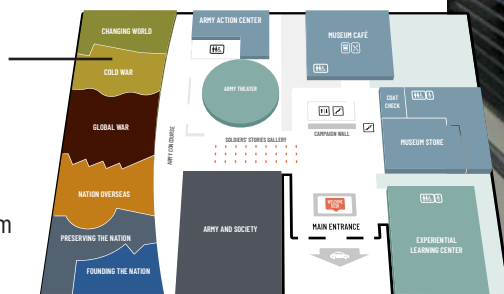 CHANGING WORLD
COLD WAR
GLOBAL WAR
NATION OVERSEAS
PRESERVING THE NATION
FOUNDING THE NATION
ARMY CONCOURSE
ARMY ACTION CENTER
ARMY THEATER
SOLDIERS' STORIES GALLERY
ARMY AND SOCIETY
MUSEUM CAFÉ
CAMPAIGN WALL
COAT
CHECK
MUSEUM STORE
WELCOME
DESK
MAIN ENTRANCE
EXPERIENTIAL
LEARNING CENTER
m